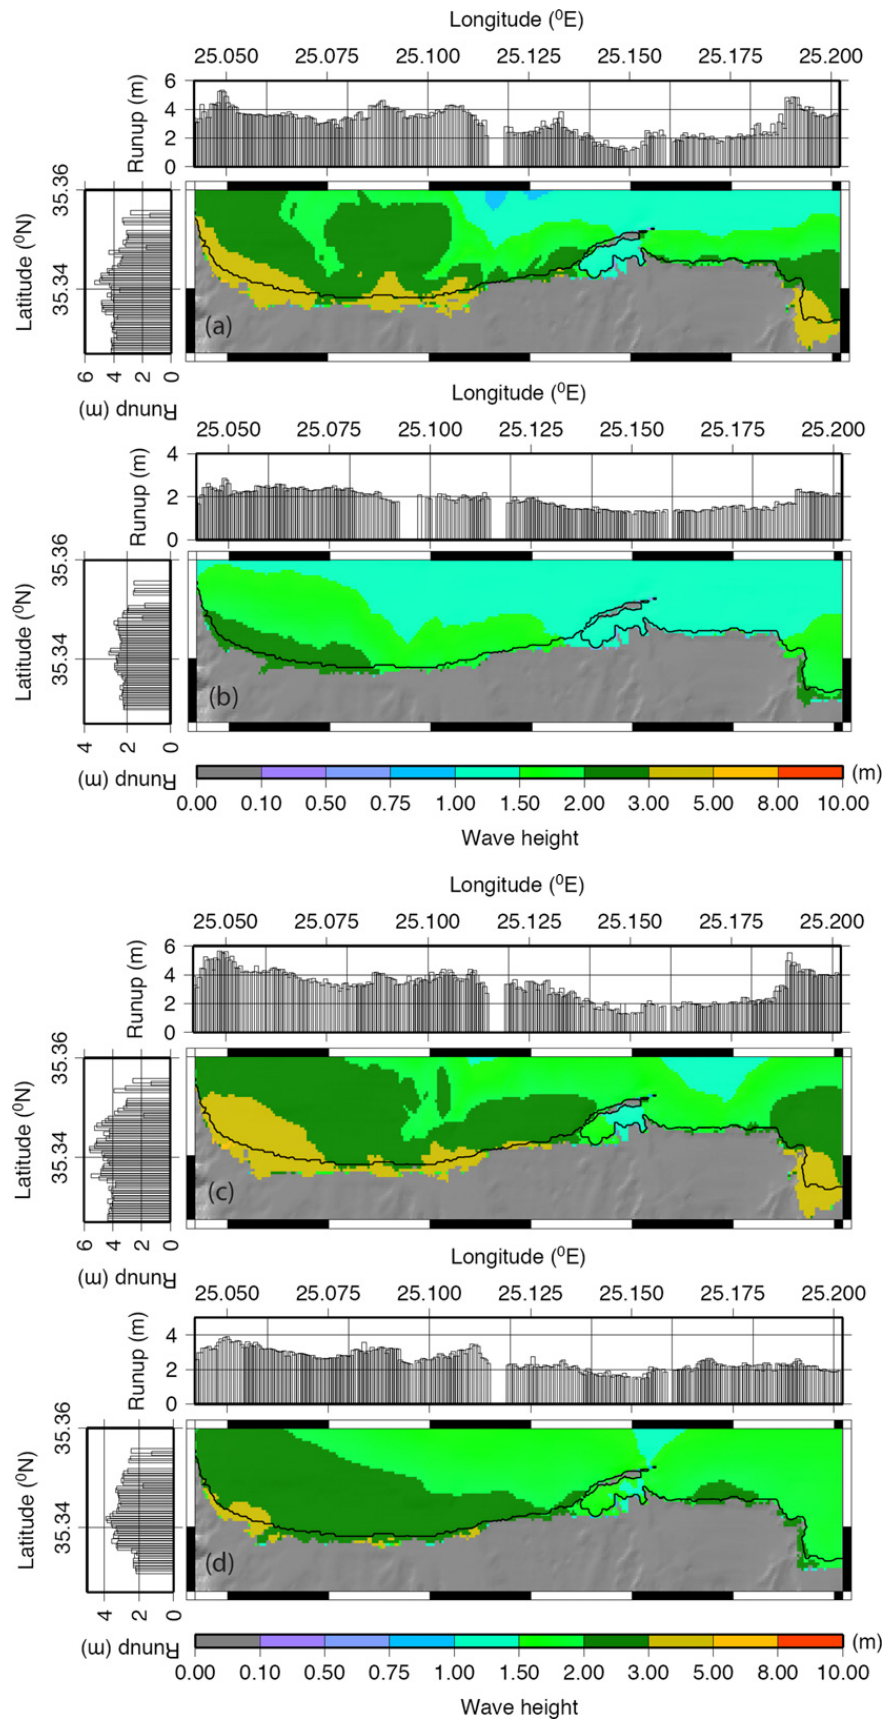 Longitude (⁰E)
25.050 25.075 25.100 25.125 25.150 25.175 25.200
Runup (m)
6
4
2
0
Latitude (⁰N)
35.36
35.34
(a)
6 4 2 0
Runup (m)
Longitude (⁰E)
25.050 25.075 25.100 25.125 25.150 25.175 25.200
Runup (m)
4
2
0
Latitude (⁰N)
35.36
35.34
(b)
4 2 0
Runup (m)
(m)
0.00 0.10 0.50 0.75 1.00 1.50 2.00 3.00 5.00 8.00 10.00
Wave height
Longitude (⁰E)
25.050 25.075 25.100 25.125 25.150 25.175 25.200
Runup (m)
6
4
2
0
Latitude (⁰N)
35.36
35.34
(c)
6 4 2 0
Runup (m)
Longitude (⁰E)
25.050 25.075 25.100 25.125 25.150 25.175 25.200
Runup (m)
4
2
0
Latitude (⁰N)
35.36
35.34
(d)
4 2 0
Runup (m)
(m)
0.00 0.10 0.50 0.75 1.00 1.50 2.00 3.00 5.00 8.00 10.00
Wave height